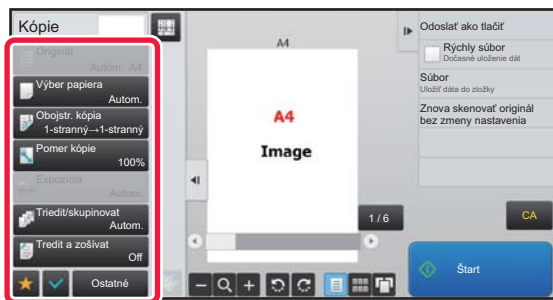 Kópie
Originál
Autom. A4
Výber papiera
Autom.
Obojstr. kópia
1-stranný→1-stranný
Pomer kópie
100%
Expozícia
Autom.
Triediť/skupinovat
Autom.
Tredit a zošívat
Off
Ostatné
A4
A4
Image
1 / 6
Odoslať ako tlačiť
Rýchly súbor
Dočasné uloženie dát
Súbor
Uložiť dáta do zložky
Znova skenovať originál
bez zmeny nastavenia
CA
Štart